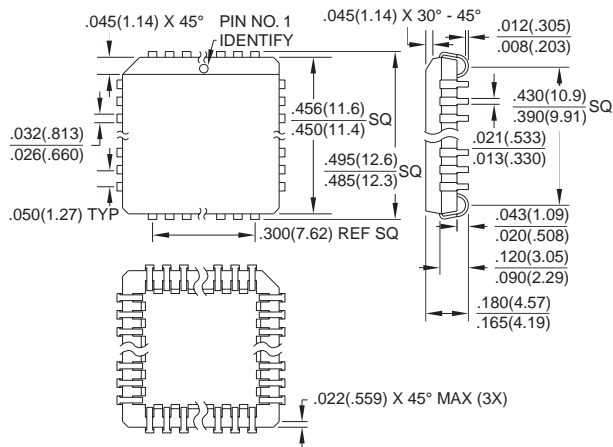 .045(1.14) X 45°
PIN NO. 1
IDENTIFY
.045(1.14) X 30° - 45°
.012(.305)
.008(.203)
.456(11.6)
.450(11.4)
SQ
.430(10.9)
.390(9.91)
SQ
.032(.813)
.026(.660)
.021(.533)
.013(.330)
.495(12.6)
.485(12.3)
SQ
.050(1.27) TYP
.300(7.62) REF SQ
.043(1.09)
.020(.508)
.120(3.05)
.090(2.29)
.180(4.57)
.165(4.19)
.022(.559) X 45° MAX (3X)